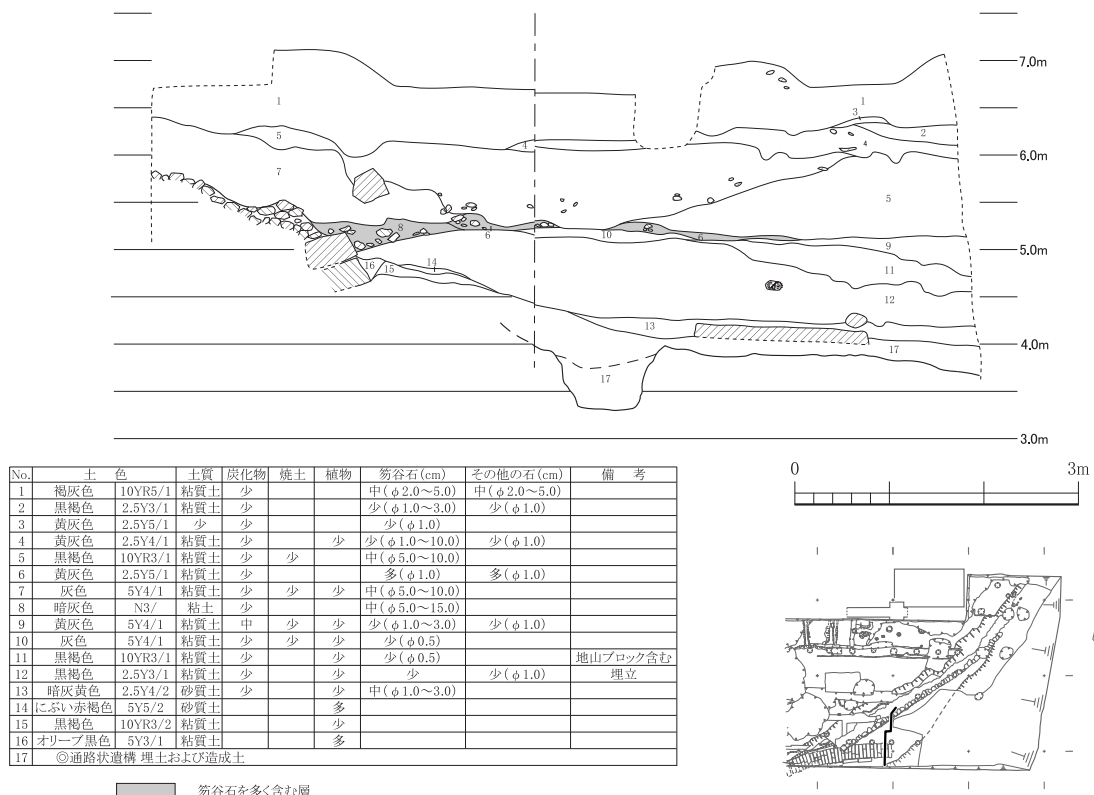 7.0m
1
1
3
2
5
4
4
6.0m
7
5
8
6
10
6
9
5.0m
14
16
15
11
12
13
17
4.0m
17
3.0m
No. 土 色 土質 炭化物 焼土 植物 笏谷石(cm) その他の石(cm) 備 考
1 褐灰色 10YR5/1 粘質土 少 中(φ2.0～5.0) 中(φ2.0～5.0)
2 黒褐色 2.5Y3/1 粘質土 少 少(φ1.0～3.0) 少(φ1.0)
3 黄灰色 2.5Y5/1 少 少 少(φ1.0)
4 黄灰色 2.5Y4/1 粘質土 少 少 少(φ1.0～10.0) 少(φ1.0)
5 黒褐色 10YR3/1 粘質土 少 少 中(φ5.0～10.0)
6 黄灰色 2.5Y5/1 粘質土 少 多(φ1.0) 多(φ1.0)
7 灰色 5Y4/1 粘質土 少 少 少 中(φ5.0～10.0)
8 暗灰色 N3/ 粘土 少 中(φ5.0～15.0)
9 黄灰色 5Y4/1 粘質土 中 少 少 少(φ1.0～3.0) 少(φ1.0)
10 灰色 5Y4/1 粘質土 少 少 少 少(φ0.5)
11 黒褐色 10YR3/1 粘質土 少 少 少(φ0.5) 地山ブロック含む
12 黒褐色 2.5Y3/1 粘質土 少 少 少 少(φ1.0) 埋立
13 暗灰黄色 2.5Y4/2 砂質土 少 少 中(φ1.0～3.0)
14 にぶい赤褐色 5Y5/2 砂質土 多
15 黒褐色 10YR3/2 粘質土 少
16 オリーブ黒色 5Y3/1 粘質土 多
17 ◎通路状遺構 埋土および造成土
笏谷石を多く含む層
0 3m